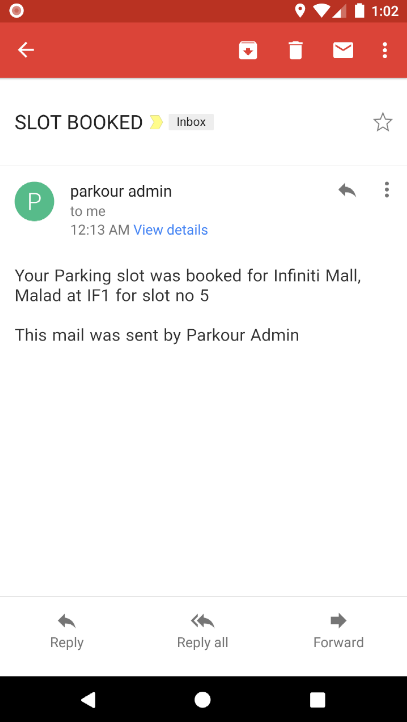 1:02
SLOT BOOKED Inbox
P
parkour admin
to me
12:13 AM View details
Your Parking slot was booked for Infiniti Mall,
Malad at IF1 for slot no 5
This mail was sent by Parkour Admin
Reply Reply all Forward